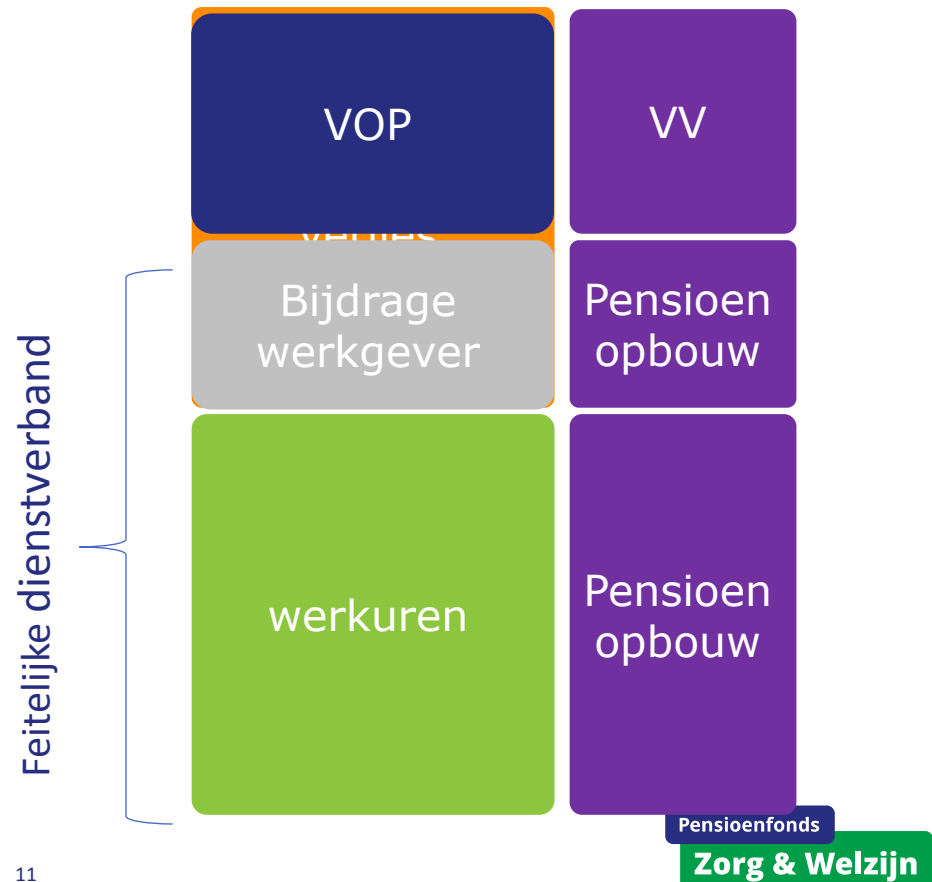 VOP
VV
Bijdrage
werkgever
Pensioen
opbouw
Feitelijke dienstverband
werkuren
Pensioen
opbouw
Pensioenfonds
Zorg & Welzijn
11